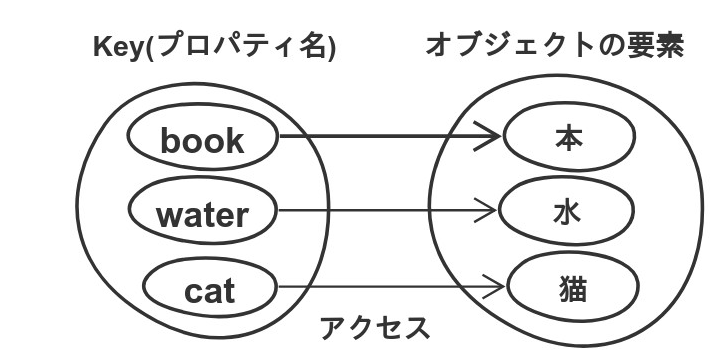 Key(プロパティ名)
オブジェクトの要素
book
本
water
水
cat
猫
アクセス